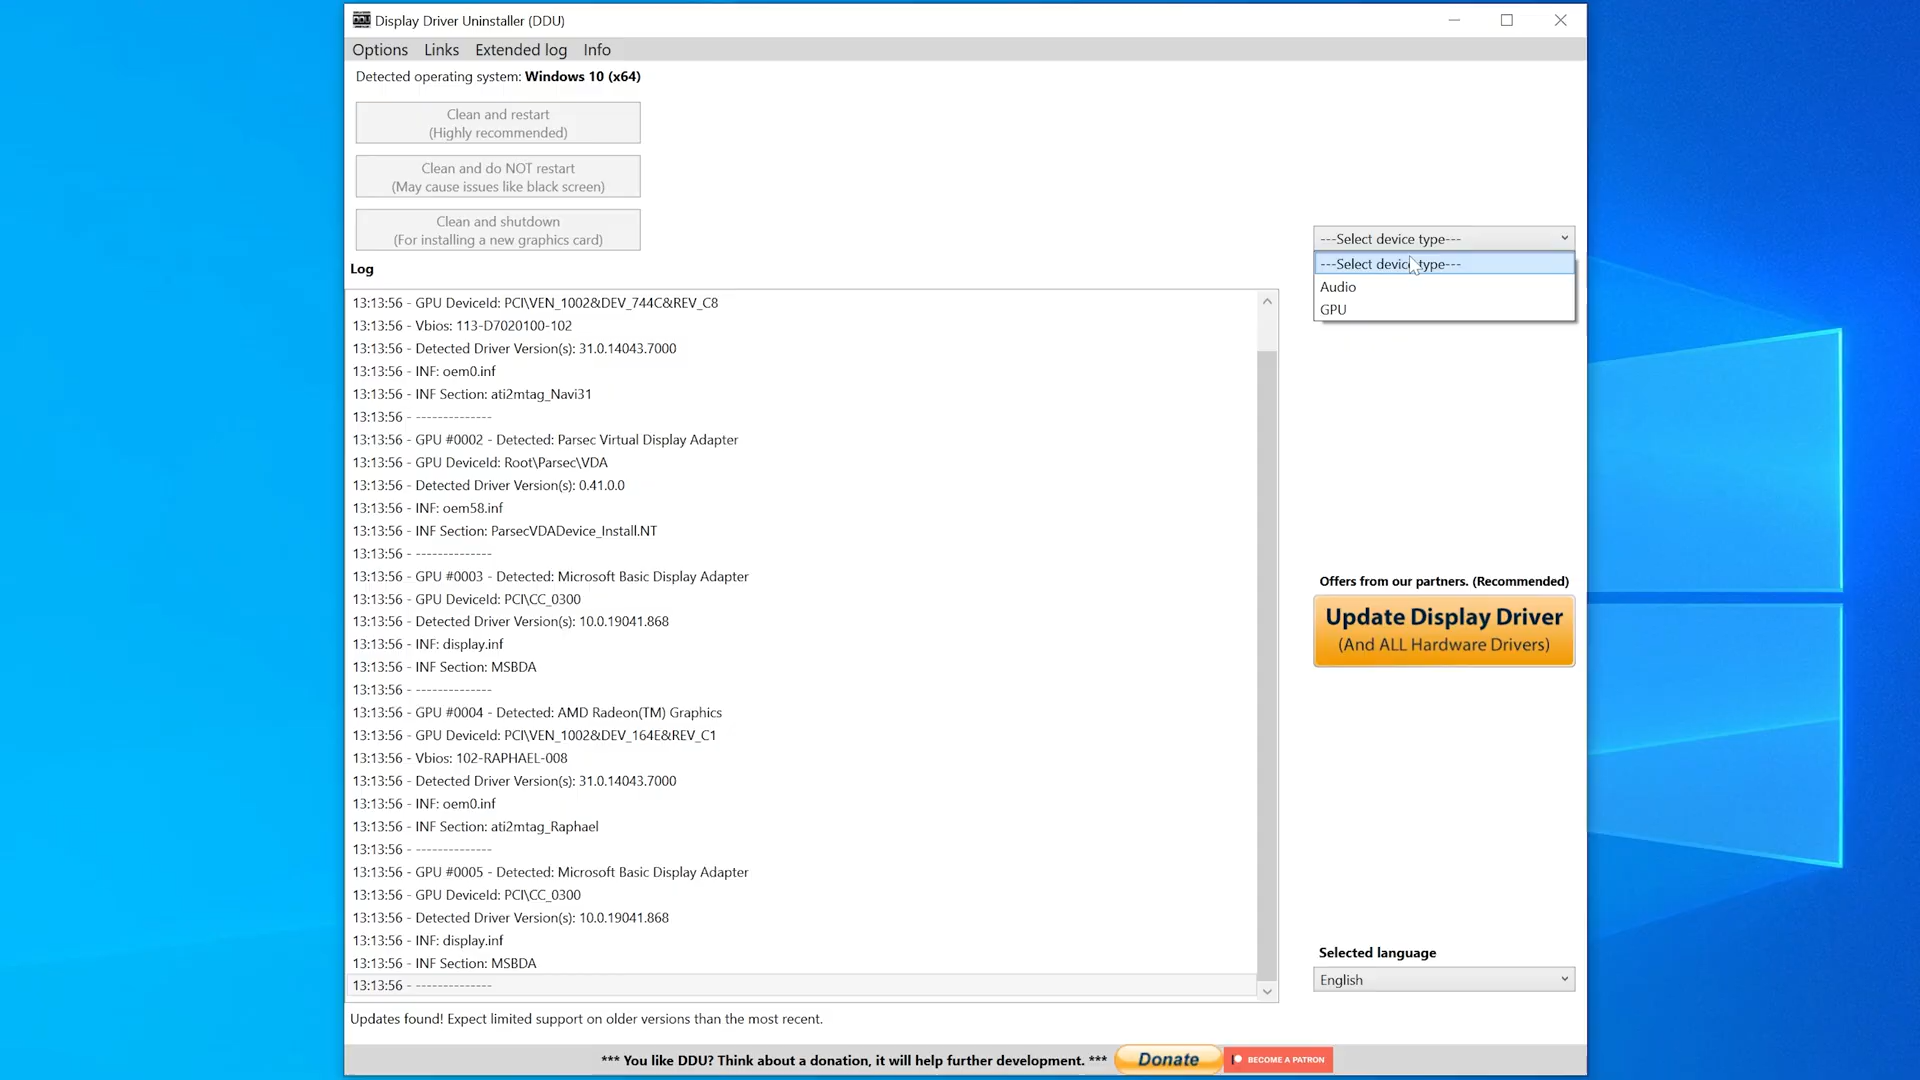 Display Driver Uninstaller (DDU)
Options Links Extended log Info
Detected operating system: Windows 10 (x64)
Clean and restart
(Highly recommended)
Clean and do NOT restart
(May cause issues like black screen)
Clean and shutdown
(For installing a new graphics card)
---Select device type---
---Select device type---
Audio
GPU
Log
13:13:56 - GPU DeviceId: PCI\VEN_1002&DEV_744C&REV_C8
13:13:56 - Vbios: 113-D7020100-102
13:13:56 - Detected Driver Version(s): 31.0.14043.7000
13:13:56 - INF: oem0.inf
13:13:56 - INF Section: ati2mtag_Navi31
13:13:56 - --------------
13:13:56 - GPU #0002 - Detected: Parsec Virtual Display Adapter
13:13:56 - GPU DeviceId: Root\Parsec\VDA
13:13:56 - Detected Driver Version(s): 0.41.0.0
13:13:56 - INF: oem58.inf
13:13:56 - INF Section: ParsecVDADevice_Install.NT
13:13:56 - --------------
13:13:56 - GPU #0003 - Detected: Microsoft Basic Display Adapter
13:13:56 - GPU DeviceId: PCI\CC_0300
13:13:56 - Detected Driver Version(s): 10.0.19041.868
13:13:56 - INF: display.inf
13:13:56 - INF Section: MSBDA
13:13:56 - --------------
13:13:56 - GPU #0004 - Detected: AMD Radeon(TM) Graphics
13:13:56 - GPU DeviceId: PCI\VEN_1002&DEV_164E&REV_C1
13:13:56 - Vbios: 102-RAPHAEL-008
13:13:56 - Detected Driver Version(s): 31.0.14043.7000
13:13:56 - INF: oem0.inf
13:13:56 - INF Section: ati2mtag_Raphael
13:13:56 - --------------
13:13:56 - GPU #0005 - Detected: Microsoft Basic Display Adapter
13:13:56 - GPU DeviceId: PCI\CC_0300
13:13:56 - Detected Driver Version(s): 10.0.19041.868
13:13:56 - INF: display.inf
13:13:56 - INF Section: MSBDA
13:13:56 - --------------
Offers from our partners. (Recommended)
Update Display Driver
(And ALL Hardware Drivers)
Selected language
English
Updates found! Expect limited support on older versions than the most recent.
*** You like DDU? Think about a donation, it will help further development. ***
Donate
BECOME A PATRON